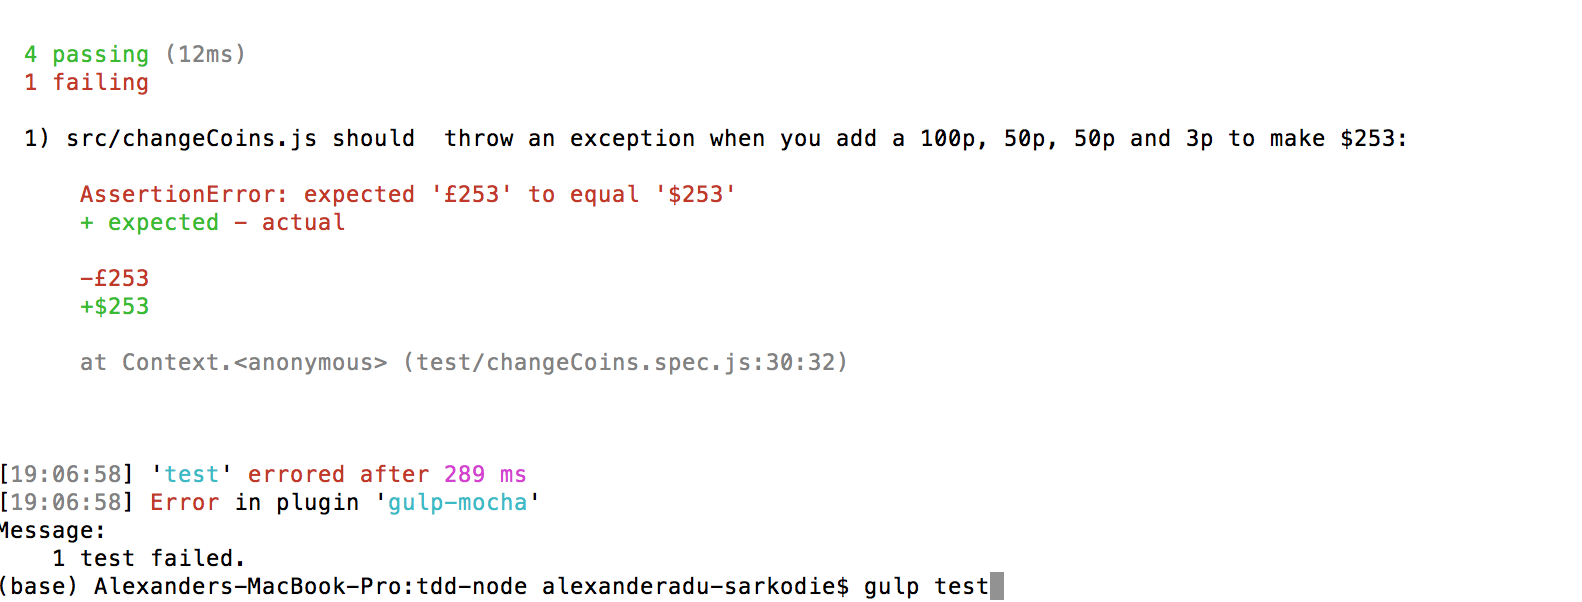 4 passing (12ms)
1 failing
1) src/changeCoins.js should  throw an exception when you add a 100p, 50p, 50p and 3p to make $253:
AssertionError: expected '£253' to equal '$253'
+ expected - actual
-£253
+$253
at Context.<anonymous> (test/changeCoins.spec.js:30:32)
[19:06:58] 'test' errored after 289 ms
[19:06:58] Error in plugin 'gulp-mocha'
Message:
1 test failed.
(base) Alexanders-MacBook-Pro:tdd-node alexanderadu-sarkodie$ gulp test